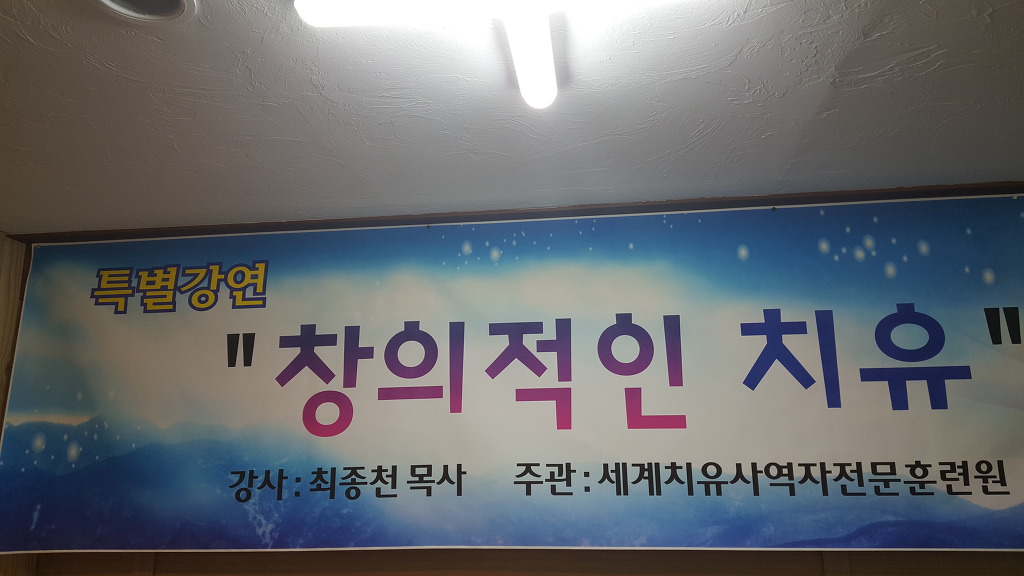 특별강연
"창의적인 치유"
강사 : 최종천 목사 주관 : 세계치유사역자전문훈련원